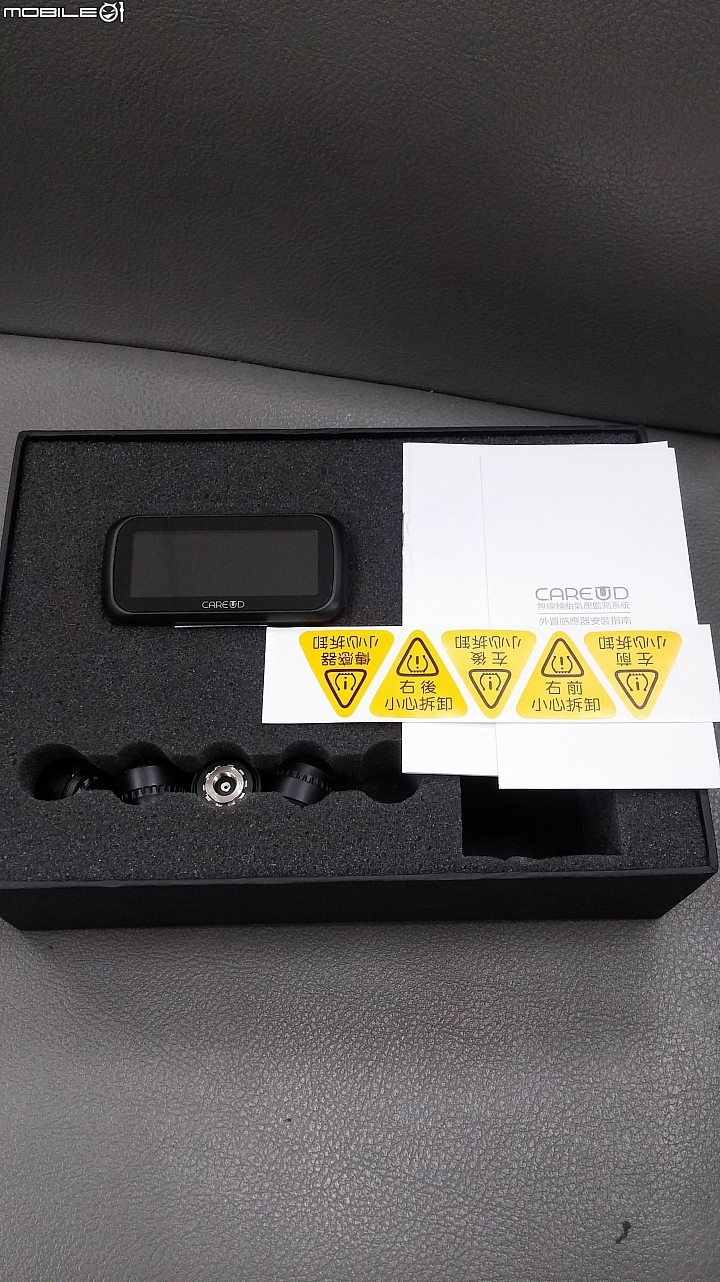 MOBILE01
CAREUD
CAREUD
無線輪胎氣壓監測系統
外置感應器安裝指南
傳感器
小心拆卸
右後
小心拆卸
左後
小心拆卸
右前
小心拆卸
左前
小心拆卸